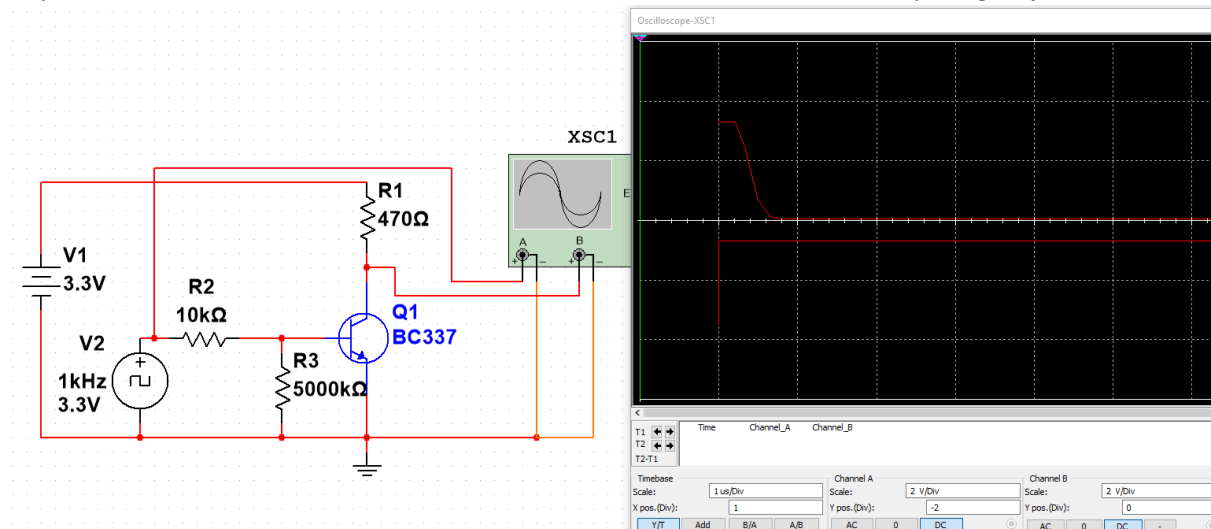 Oscilloscope-XSC1
XSC1
E
A
B
+
−
+
−
R1
470Ω
V1
3.3V
R2
10kΩ
Q1
BC337
V2
+
1kHz
3.3V
R3
5000kΩ
T1
T2
T2-T1
Time Channel_A Channel_B
Timebase
Scale: 1 us/Div
X pos.(Div): 1
Y/T Add B/A A/B
Channel A
Scale: 2 V/Div
Y pos.(Div): -2
AC 0 DC
Channel B
Scale: 2 V/Div
Y pos.(Div): 0
AC 0 DC -